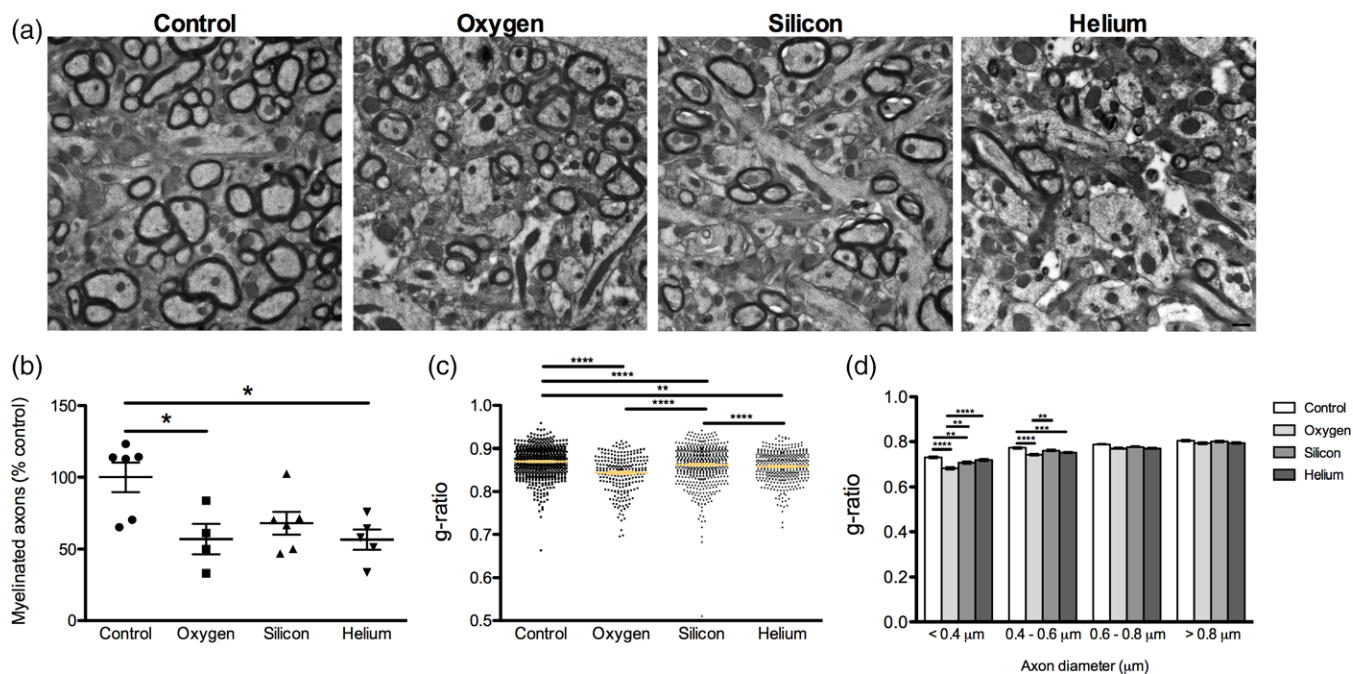 (a)
Control Oxygen Silicon Helium
(b)
Myelinated axons (% control)
150
100
50
0
*
*
Control Oxygen Silicon Helium
(c)
g-ratio
1.0
0.9
0.8
0.7
0.6
0.5
****
****
**
****
****
Control Oxygen Silicon Helium
(d)
g-ratio
1.0
0.8
0.6
0.4
0.2
0.0
****
**
**
****
**
***
****
< 0.4 μm 0.4 - 0.6 μm 0.6 - 0.8 μm > 0.8 μm
Axon diameter (μm)
Control
Oxygen
Silicon
Helium